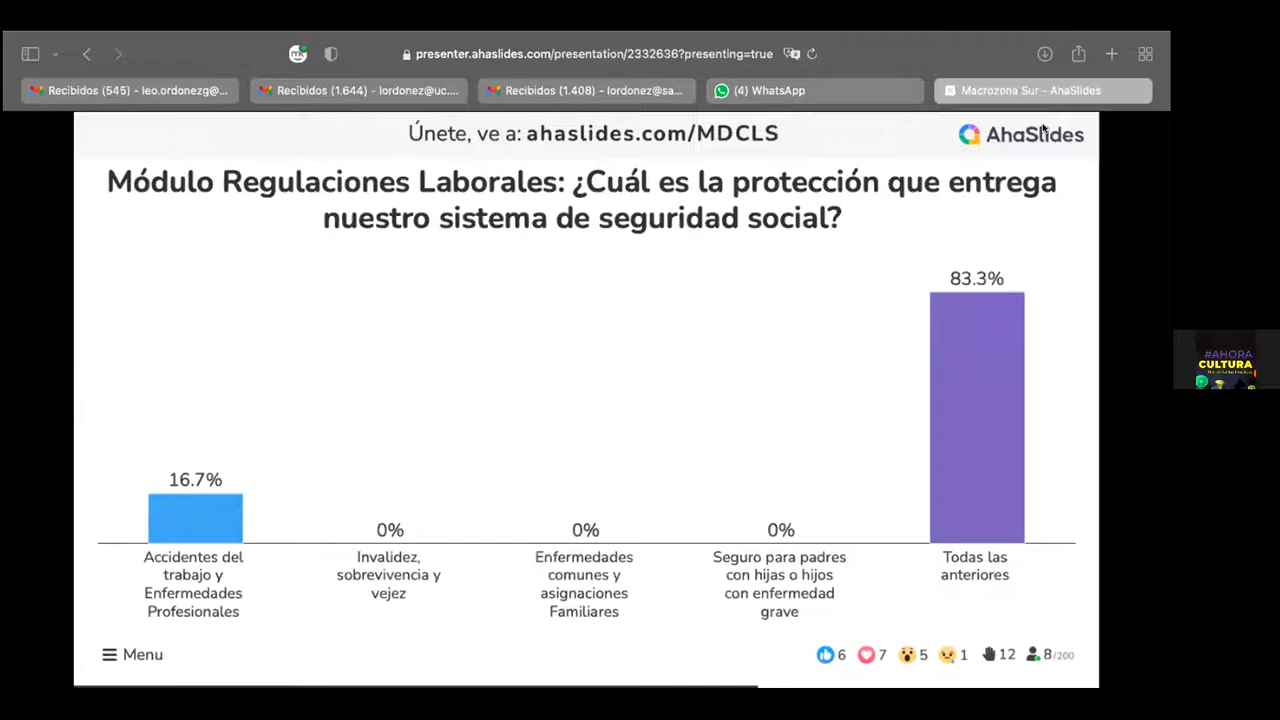 presenter.ahaslides.com/presentation/2332636?presenting=true
Recibidos (545) - leo.ordonezg@...
Recibidos (1.644) - lordonez@uc....
Recibidos (1.408) - lordonez@sa...
(4) WhatsApp
Macrozona Sur - AhaSlides
Únete, ve a: ahaslides.com/MDCLS
AhaSlides
Módulo Regulaciones Laborales: ¿Cuál es la protección que entrega
nuestro sistema de seguridad social?
83.3%
16.7%
0%
0%
0%
Accidentes del
trabajo y
Enfermedades
Profesionales
Invalidez,
sobrevivencia y
vejez
Enfermedades
comunes y
asignaciones
Familiares
Seguro para padres
con hijas o hijos
con enfermedad
grave
Todas las
anteriores
Menu
6
7
5
1
12
8/200
#AHORA
CULTURA